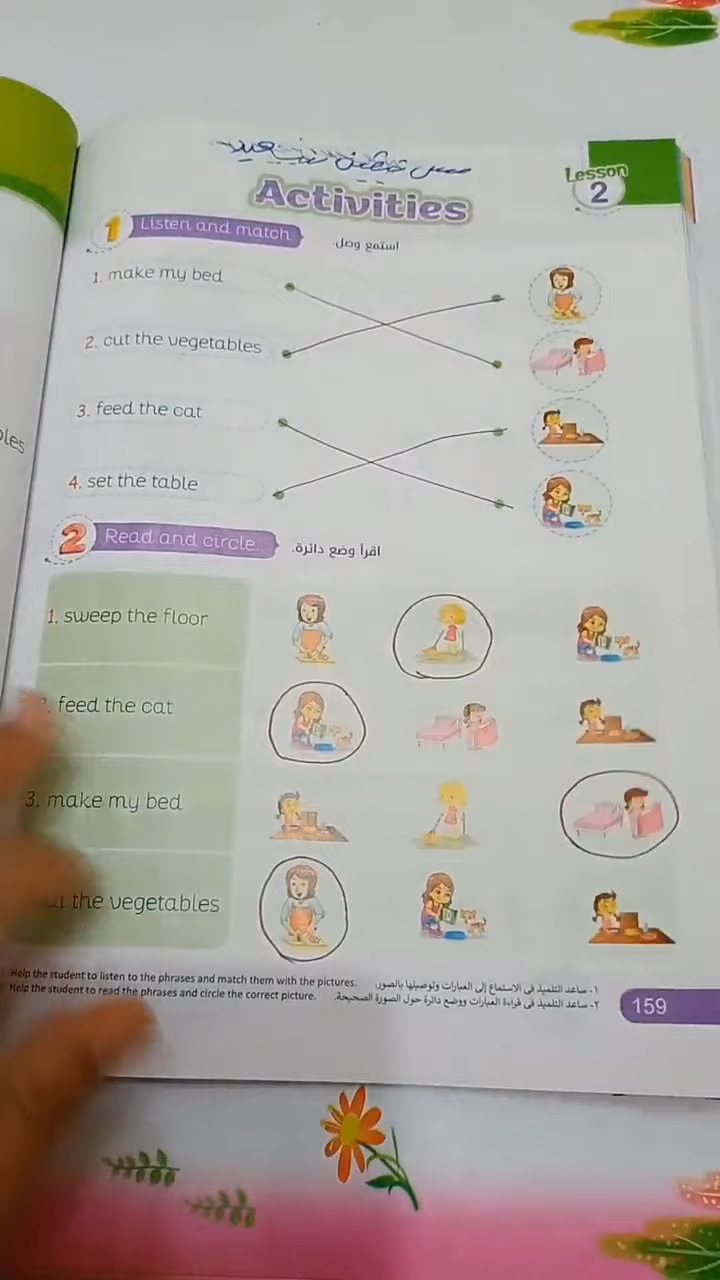 Lesson
2
Activities
1 Listen and match.
استمع وصل.
1. make my bed
2. cut the vegetables
3. feed the cat
4. set the table
2 Read and circle.
اقرأ وضع دائرة.
1. sweep the floor
feed the cat
3. make my bed
the vegetables
Help the student to listen to the phrases and match them with the pictures.
١- ساعد التلميذ فى الاستماع إلى العبارات وتوصيلها بالصور.
Help the student to read the phrases and circle the correct picture.
٢- ساعد التلميذ فى قراءة العبارات ووضع دائرة حول الصورة الصحيحة.
159